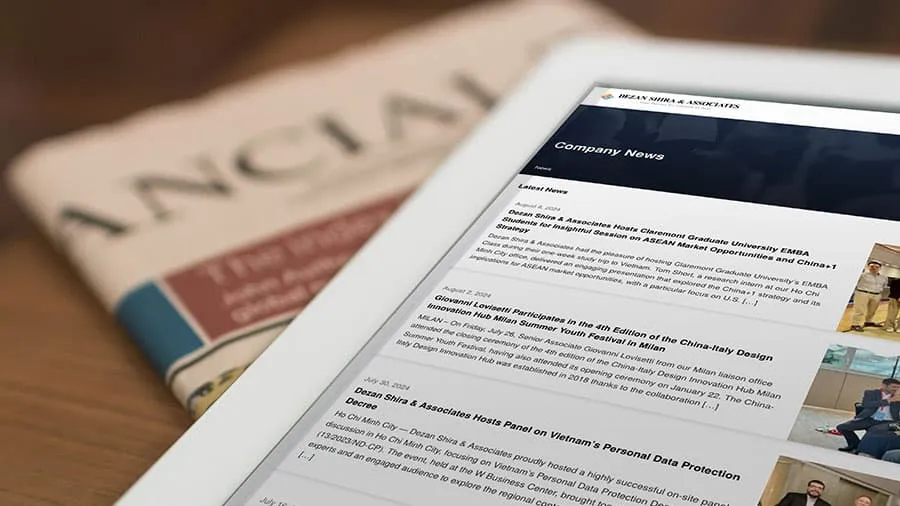 ANCIAL
DEZAN SHIRA & ASSOCIATES
Company News
News
Latest News
August 6, 2024
Dezan Shira & Associates Hosts Claremont Graduate University EMBA
Students for Insightful Session on ASEAN Market Opportunities and China+1
Strategy
Dezan Shira & Associates had the pleasure of hosting Claremont Graduate University's EMBA
Class during their one-week study trip to Vietnam. Tom Short, a research intern at our Ho Chi
Minh City office, delivered an engaging presentation that explored the China+1 strategy and its
implications for ASEAN market opportunities, with a particular focus on U.S. [...]
August 2, 2024
Giovanni Lovisetti Participates in the 4th Edition of the China-Italy Design
Innovation Hub Milan Summer Youth Festival in Milan
MILAN – On Friday, July 26, Senior Associate Giovanni Lovisetti from our Milan liaison office
attended the closing ceremony of the 4th edition of the China-Italy Design Innovation Hub Milan
Summer Youth Festival, having also attended its opening ceremony on January 22. The China-
Italy Design Innovation Hub was established in 2018 thanks to the collaboration [...]
July 30, 2024
Dezan Shira & Associates Hosts Panel on Vietnam's Personal Data Protection
Decree
Ho Chi Minh City — Dezan Shira & Associates proudly hosted a highly successful on-site panel
discussion in Ho Chi Minh City, focusing on Vietnam's Personal Data Protection Dec
(13/2023/ND-CP). The event, held at the W Business Center, brought tog
experts and an engaged audience to explore the regional cont
[...]